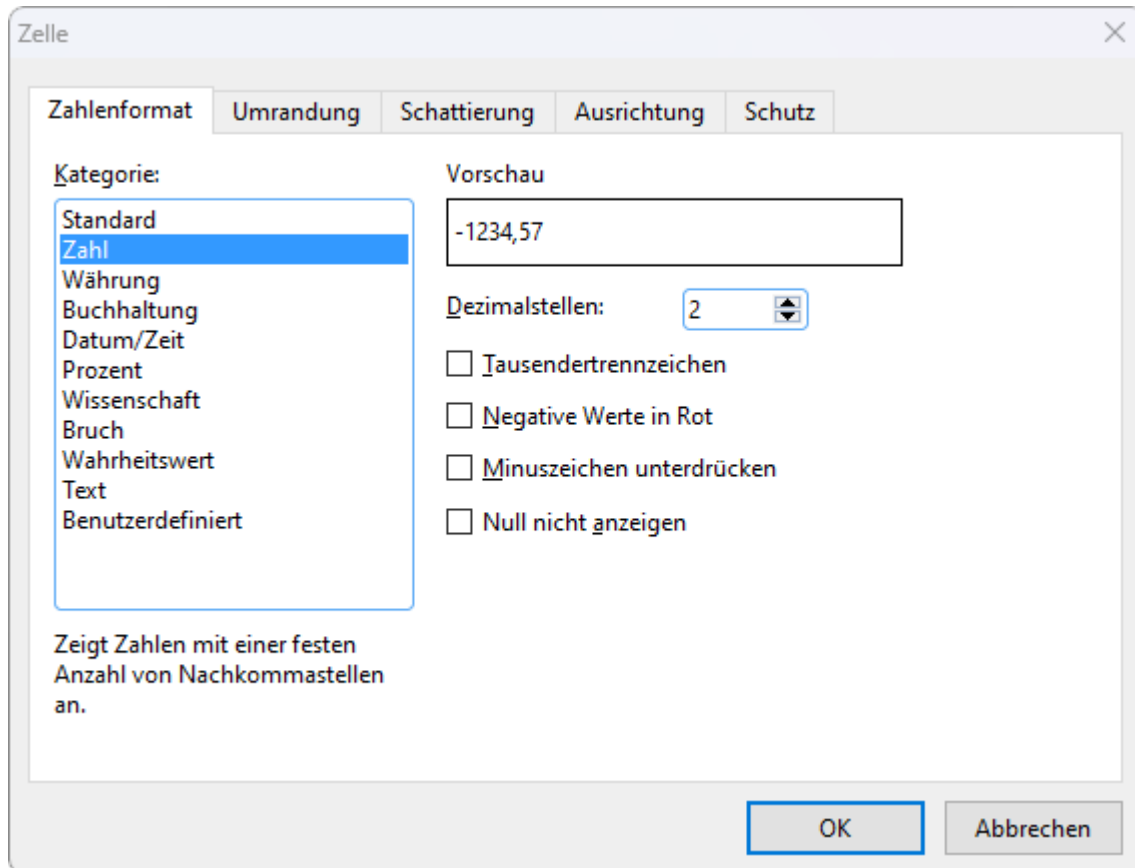 Zelle
Zahlenformat
Umrandung
Schattierung
Ausrichtung
Schutz
Kategorie:
Standard
Zahl
Währung
Buchhaltung
Datum/Zeit
Prozent
Wissenschaft
Bruch
Wahrheitswert
Text
Benutzerdefiniert
Zeigt Zahlen mit einer festen
Anzahl von Nachkommastellen
an.
Vorschau
-1234,57
Dezimalstellen:
2
Tausendertrennzeichen
Negative Werte in Rot
Minuszeichen unterdrücken
Null nicht anzeigen
OK
Abbrechen